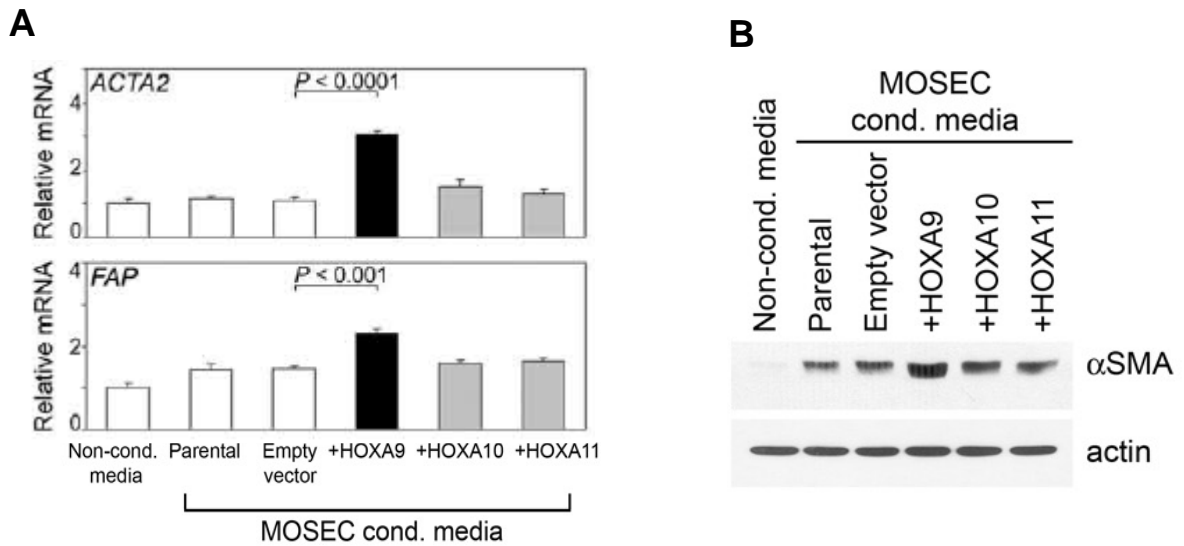 A
ACTA2
P < 0.0001
Relative mRNA
4
2
0
FAP
P < 0.001
Relative mRNA
4
2
0
Non-cond. media
Parental
Empty vector
+HOXA9
+HOXA10
+HOXA11
MOSEC cond. media
B
MOSEC
cond. media
Non-cond. media
Parental
Empty vector
+HOXA9
+HOXA10
+HOXA11
αSMA
actin